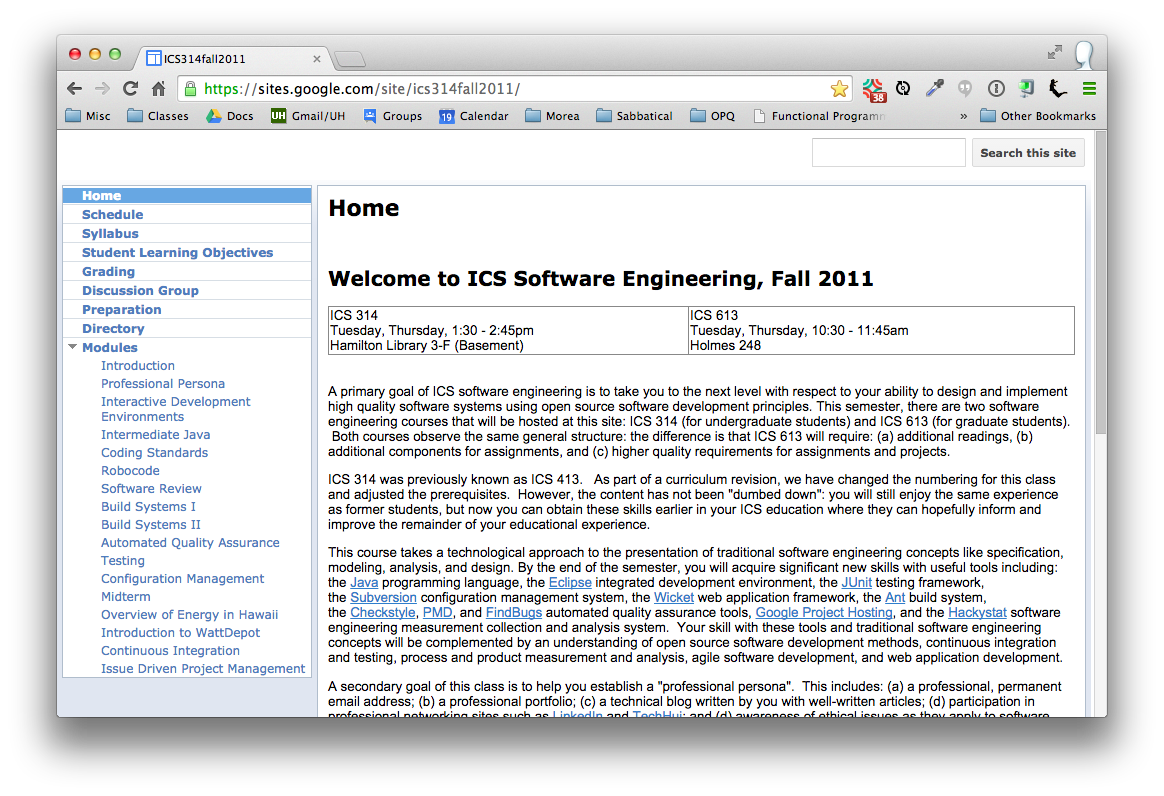 ICS314fall2011
https://sites.google.com/site/ics314fall2011/
38
Misc
Classes
Docs
UH Gmail/UH
Groups
19 Calendar
Morea
Sabbatical
OPQ
Functional Programm
»
Other Bookmarks
Search this site
Home
Schedule
Syllabus
Student Learning Objectives
Grading
Discussion Group
Preparation
Directory
Modules
Introduction
Professional Persona
Interactive Development
Environments
Intermediate Java
Coding Standards
Robocode
Software Review
Build Systems I
Build Systems II
Automated Quality Assurance
Testing
Configuration Management
Midterm
Overview of Energy in Hawaii
Introduction to WattDepot
Continuous Integration
Issue Driven Project Management
Home
Welcome to ICS Software Engineering, Fall 2011
ICS 314
Tuesday, Thursday, 1:30 - 2:45pm
Hamilton Library 3-F (Basement)
ICS 613
Tuesday, Thursday, 10:30 - 11:45am
Holmes 248
A primary goal of ICS software engineering is to take you to the next level with respect to your ability to design and implement
high quality software systems using open source software development principles. This semester, there are two software
engineering courses that will be hosted at this site: ICS 314 (for undergraduate students) and ICS 613 (for graduate students).
Both courses observe the same general structure: the difference is that ICS 613 will require: (a) additional readings, (b)
additional components for assignments, and (c) higher quality requirements for assignments and projects.
ICS 314 was previously known as ICS 413. As part of a curriculum revision, we have changed the numbering for this class
and adjusted the prerequisites. However, the content has not been "dumbed down": you will still enjoy the same experience
as former students, but now you can obtain these skills earlier in your ICS education where they can hopefully inform and
improve the remainder of your educational experience.
This course takes a technological approach to the presentation of traditional software engineering concepts like specification,
modeling, analysis, and design. By the end of the semester, you will acquire significant new skills with useful tools including:
the Java programming language, the Eclipse integrated development environment, the JUnit testing framework,
the Subversion configuration management system, the Wicket web application framework, the Ant build system,
the Checkstyle, PMD, and FindBugs automated quality assurance tools, Google Project Hosting, and the Hackystat software
engineering measurement collection and analysis system. Your skill with these tools and traditional software engineering
concepts will be complemented by an understanding of open source software development methods, continuous integration
and testing, process and product measurement and analysis, agile software development, and web application development.
A secondary goal of this class is to help you establish a "professional persona". This includes: (a) a professional, permanent
email address; (b) a professional portfolio; (c) a technical blog written by you with well-written articles; (d) participation in
professional networking sites such as LinkedIn and TechHui; and (d) awareness of ethical issues as they apply to software